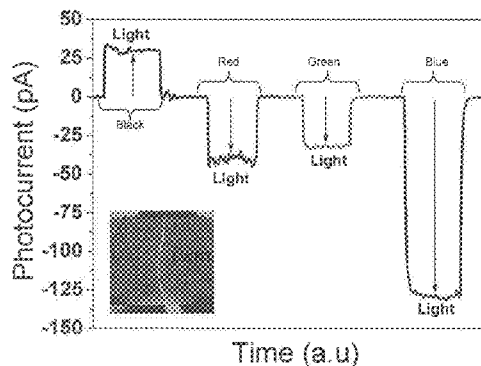 50
Light
25
Red
Green
Blue
0
Black
-25
Light
Light
-50
-75
-100
-125
Light
-150
Photocurrent (pA)
Time (a.u)